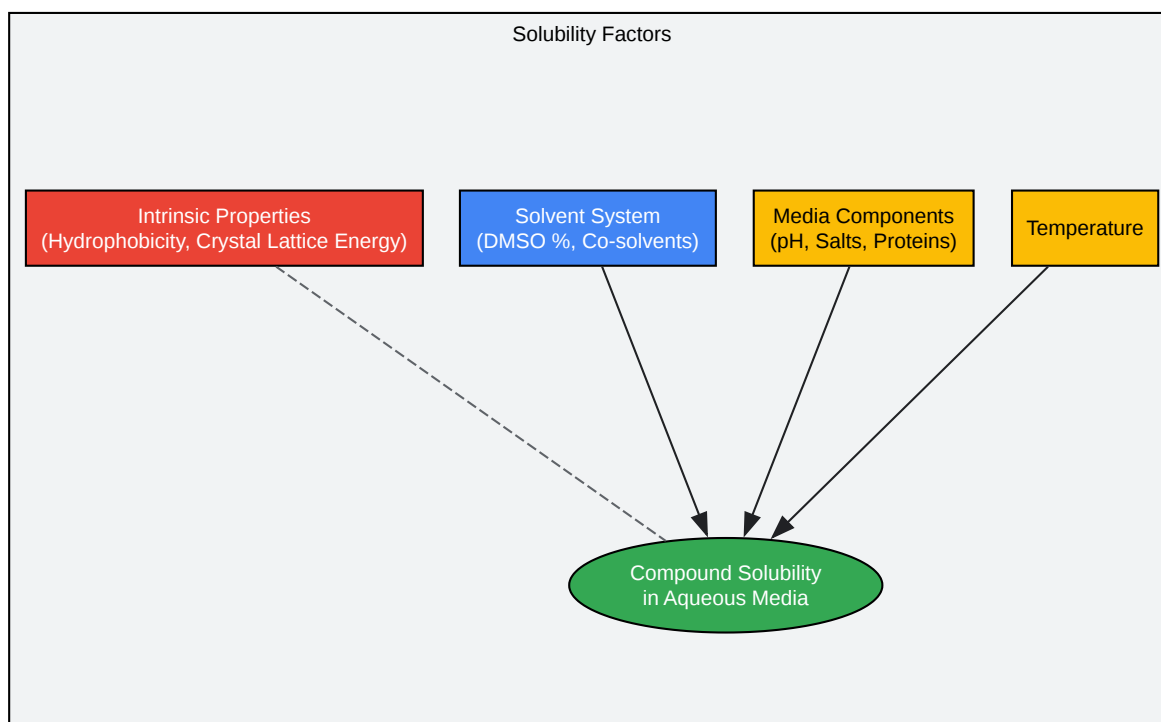 Solubility Factors
Intrinsic Properties
(Hydrophobicity, Crystal Lattice Energy)
Solvent System
(DMSO %, Co-solvents)
Media Components
(pH, Salts, Proteins)
Temperature
Compound Solubility
in Aqueous Media